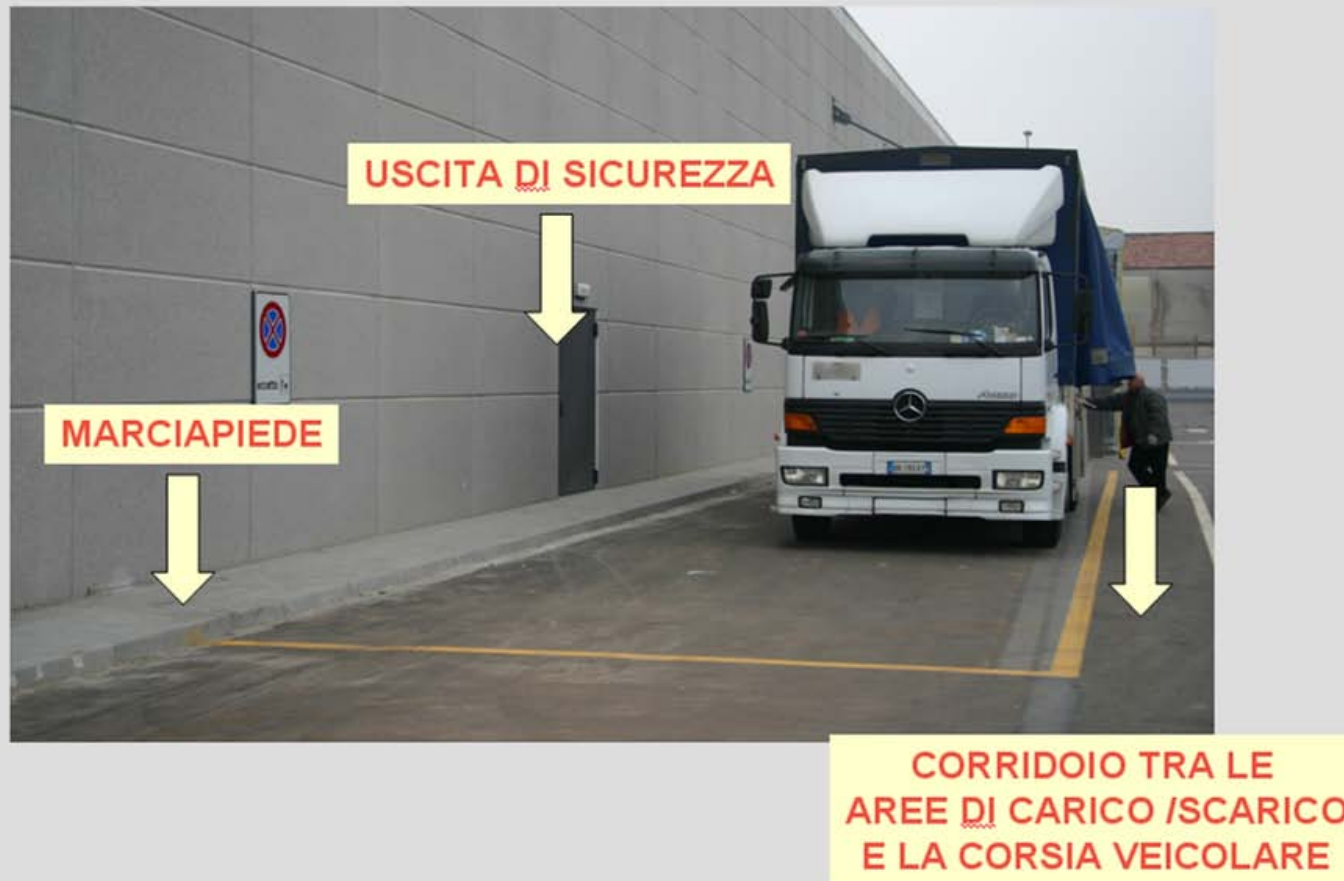 USCITA DI SICUREZZA
MARCIAPIEDE
CORRIDOIO TRA LE
AREE DI CARICO /SCARICO
E LA CORSIA VEICOLARE